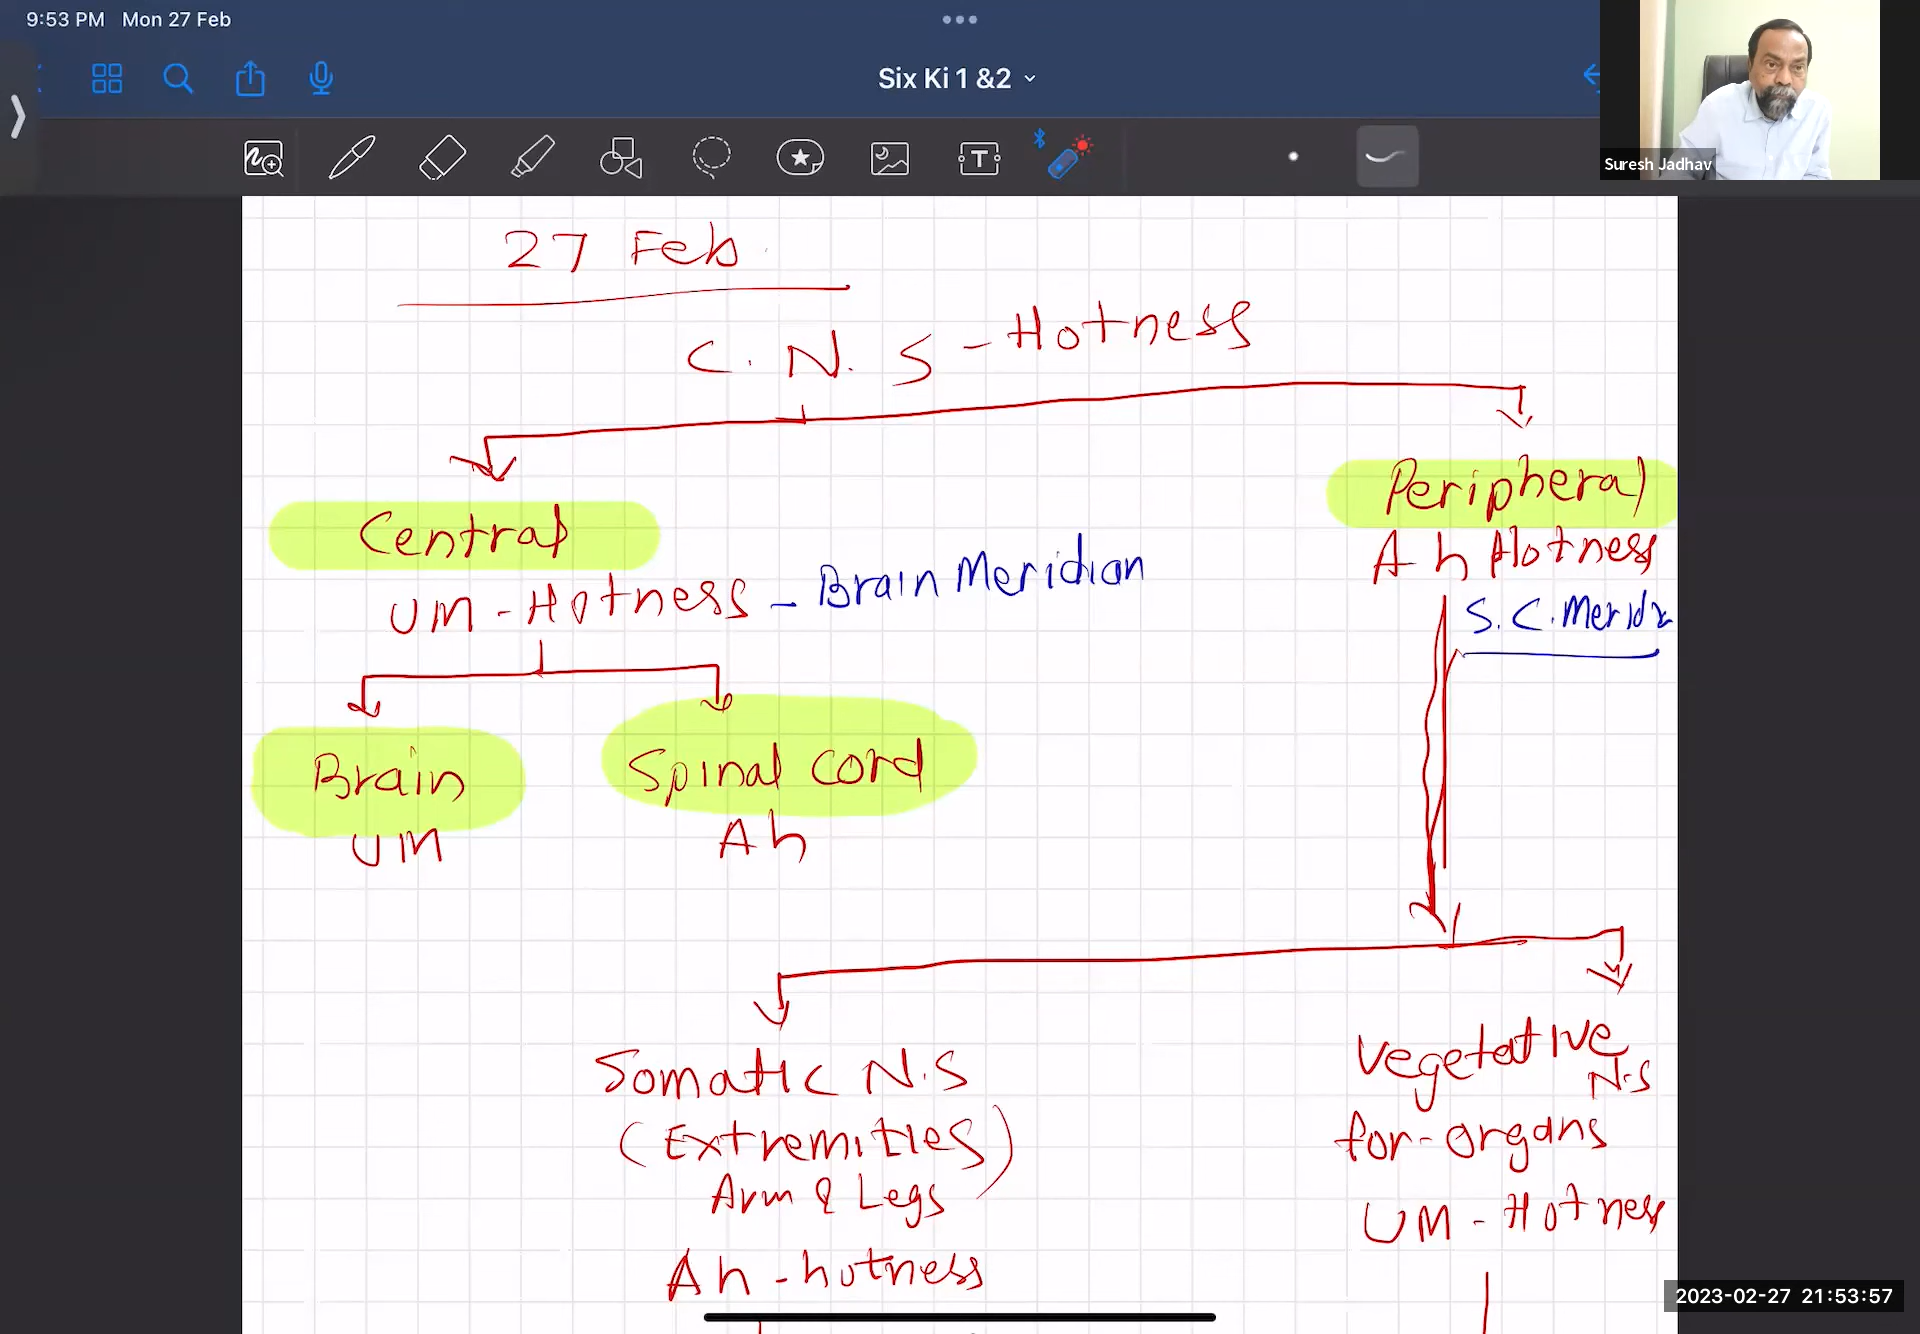 9:53 PM Mon 27 Feb
Six Ki 1 &2
Suresh Jadhav
27 Feb
C.N.S - Hotness
Central
Peripheral
UM - Hotness - Brain Meridian
Ah Hotness
S.C. Merid
Brain
UM
Spinal cord
Ah
Somatic N.S
(Extremities)
Arm & Legs
Ah - hotness
Vegetative
N.S
for-organs
UM - Hotness
2023-02-27 21:53:57